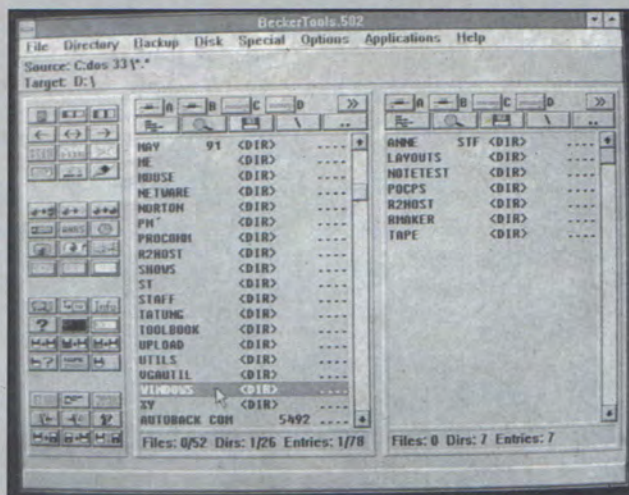 BeckerTools.502
File Directory Backup Disk Special Options Applications Help
Source: C:dos 33 \*.*
Target: D:\
A B C D >>
\ ..
MAY 91 <DIR> ....
ME <DIR> ....
MOUSE <DIR> ....
NETWARE <DIR> ....
NORTON <DIR> ....
PM <DIR> ....
PROCOMM <DIR> ....
R2HOST <DIR> ....
SHOWS <DIR> ....
ST <DIR> ....
STAFF <DIR> ....
TATUNG <DIR> ....
TOOLBOOK <DIR> ....
UPLOAD <DIR> ....
UTILS <DIR> ....
VGAUTIL <DIR> ....
WINDOWS <DIR> ....
XY <DIR> ....
AUTOBACK COM 5492 ....
Files: 0/52 Dirs: 1/26 Entries: 1/78
A B C D >>
\ ..
ANNE STF <DIR> ....
LAYOUTS <DIR> ....
NOTETEST <DIR> ....
POCPS <DIR> ....
R2HOST <DIR> ....
RMAKER <DIR> ....
TAPE <DIR> ....
Files: 0 Dirs: 7 Entries: 7
Info
?